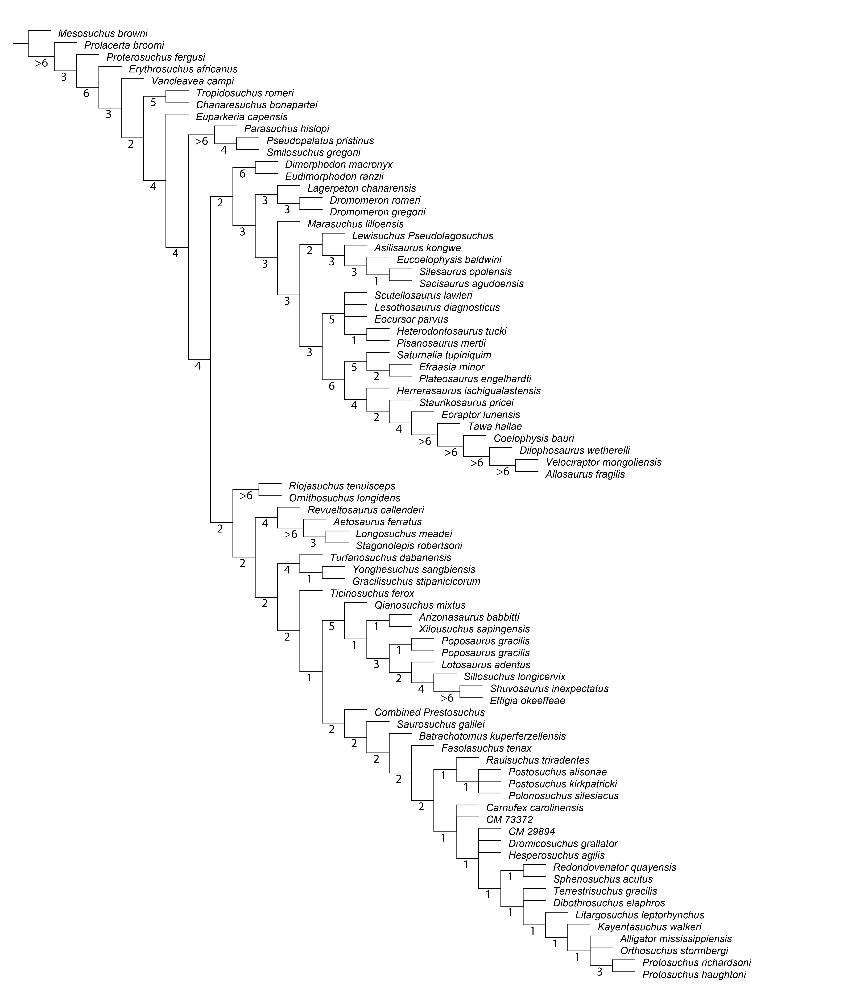 Mesosuchus browni
Prolacerta broomi
Proterosuchus fergusi
>6
Erythrosuchus africanus
3
Vancleavea campi
6
Tropidosuchus romeri
5
Chanaresuchus bonapartei
3
Euparkeria capensis
Parasuchus hislopi
>6
Pseudopalatus pristinus
2
4
Smilosuchus gregorii
Dimorphodon macronyx
6
Eudimorphodon ranzii
4
Lagerpeton chanarensis
3
Dromomeron romeri
2
3
Dromomeron gregorii
Marasuchus lilloensis
3
Lewisuchus Pseudolagosuchus
Asilisaurus kongwe
2
4
Eucoelophysis baldwini
3
3
Silesaurus opolensis
3
1
Sacisaurus agudoensis
Scutellosaurus lawleri
3
Lesothosaurus diagnosticus
Eocursor parvus
5
Heterodontosaurus tucki
1
Pisanosaurus mertii
3
Saturnalia tupiniquim
4
Efraasia minor
5
2
Plateosaurus engelhardti
6
Herrerasaurus ischigualastensis
Staurikosaurus pricei
4
Eoraptor lunensis
2
Tawa hallae
4
Coelophysis bauri
>6
Dilophosaurus wetherelli
>6
Velociraptor mongoliensis
>6
>6
Allosaurus fragilis
Riojasuchus tenuisceps
>6
Ornithosuchus longidens
Revueltosaurus callenderi
4
Aetosaurus ferratus
2
>6
Longosuchus meadei
3
Stagonolepis robertsoni
Turfanosuchus dabanensis
2
4
Yonghesuchus sangbiensis
1
Gracilisuchus stipanicicorum
Ticinosuchus ferox
2
Qianosuchus mixtus
Arizonasaurus babbitti
5
1
Xilousuchus sapingensis
2
Poposaurus gracilis
1
1
Poposaurus gracilis
3
Lotosaurus adentus
1
2
Sillosuchus longicervix
4
Shuvosaurus inexpectatus
>6
Effigia okeeffeae
Combined Prestosuchus
Saurosuchus galilei
2
Batrachotomus kuperferzellensis
2
Fasolasuchus tenax
2
Rauisuchus triradentes
Postosuchus alisonae
2
1
Postosuchus kirkpatricki
1
Polonosuchus silesiacus
2
Carnufex carolinensis
CM 73372
CM 29894
1
Dromicosuchus grallator
Hesperosuchus agilis
1
Redondovenator quayensis
1
Sphenosuchus acutus
Terrestrisuchus gracilis
1
Dibothrosuchus elaphros
1
Litargosuchus leptorhynchus
Kayentasuchus walkeri
1
Alligator mississippiensis
1
Orthosuchus stormbergi
1
Protosuchus richardsoni
3
Protosuchus haughtoni